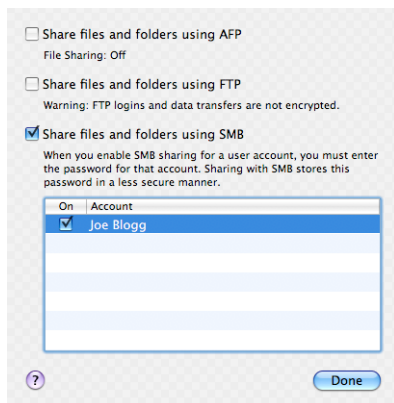 Share files and folders using AFP
File Sharing: Off
Share files and folders using FTP
Warning: FTP logins and data transfers are not encrypted.
Share files and folders using SMB
When you enable SMB sharing for a user account, you must enter
the password for that account. Sharing with SMB stores this
password in a less secure manner.
On Account
Joe Blogg
? Done